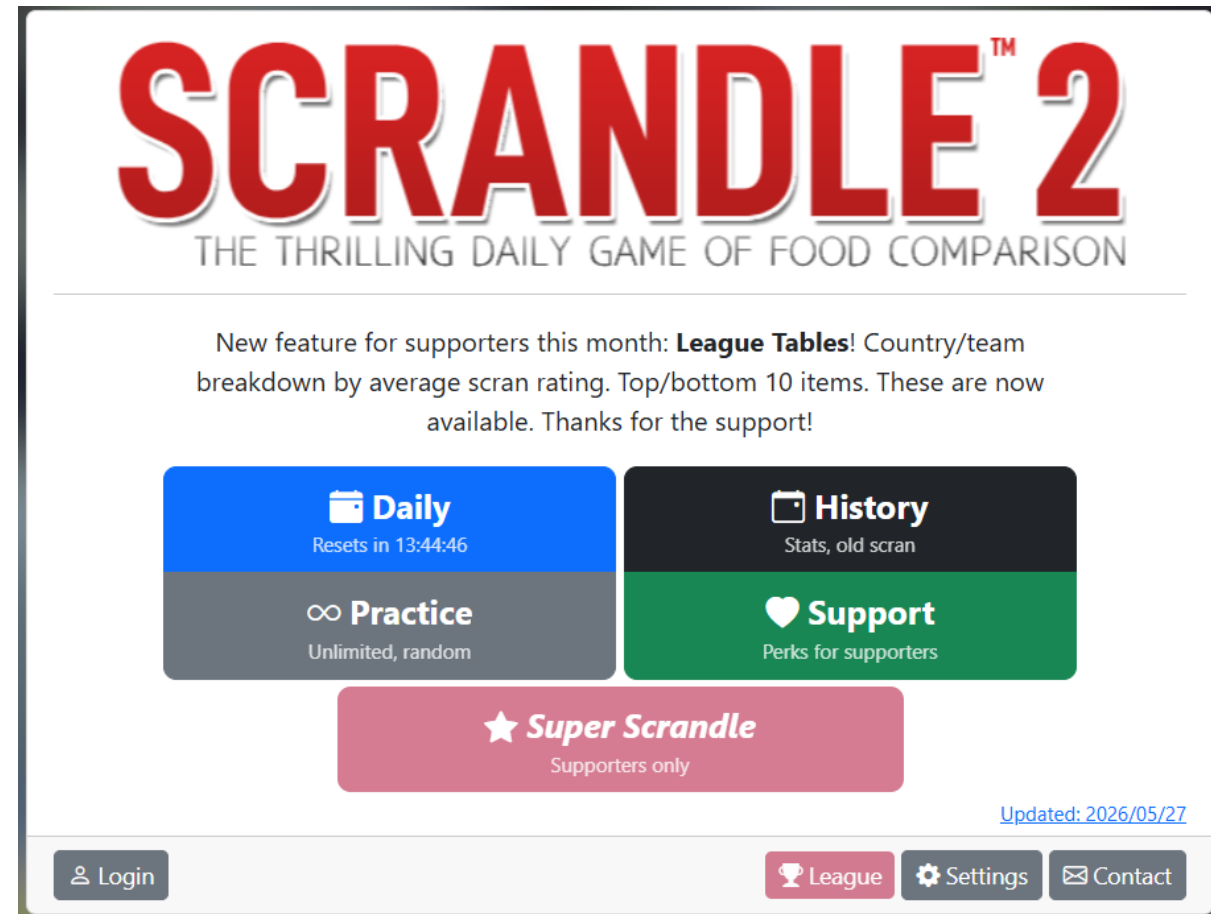 SCRANDLE™ 2
THE THRILLING DAILY GAME OF FOOD COMPARISON
New feature for supporters this month: League Tables! Country/team
breakdown by average scran rating. Top/bottom 10 items. These are now
available. Thanks for the support!
Daily
Resets in 13:44:46
History
Stats, old scran
Practice
Unlimited, random
Support
Perks for supporters
Super Scrandle
Supporters only
Updated: 2026/05/27
Login
League
Settings
Contact